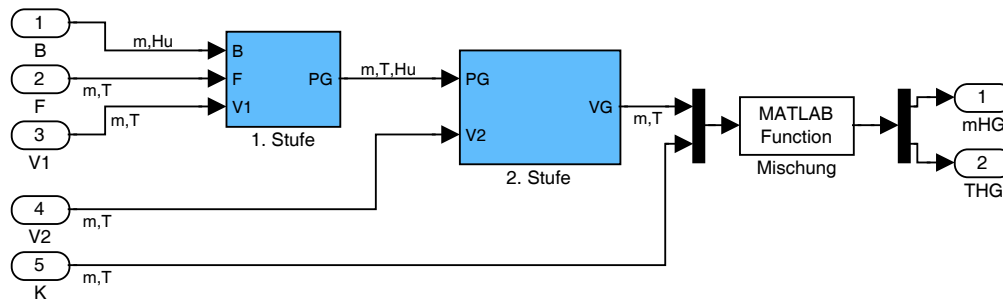 1
B
m,Hu
2
F
m,T
3
V1
m,T
B
F
V1
PG
1. Stufe
m,T,Hu
PG
V2
VG
2. Stufe
m,T
4
V2
m,T
5
K
m,T
MATLAB
Function
Mischung
1
mHG
2
THG